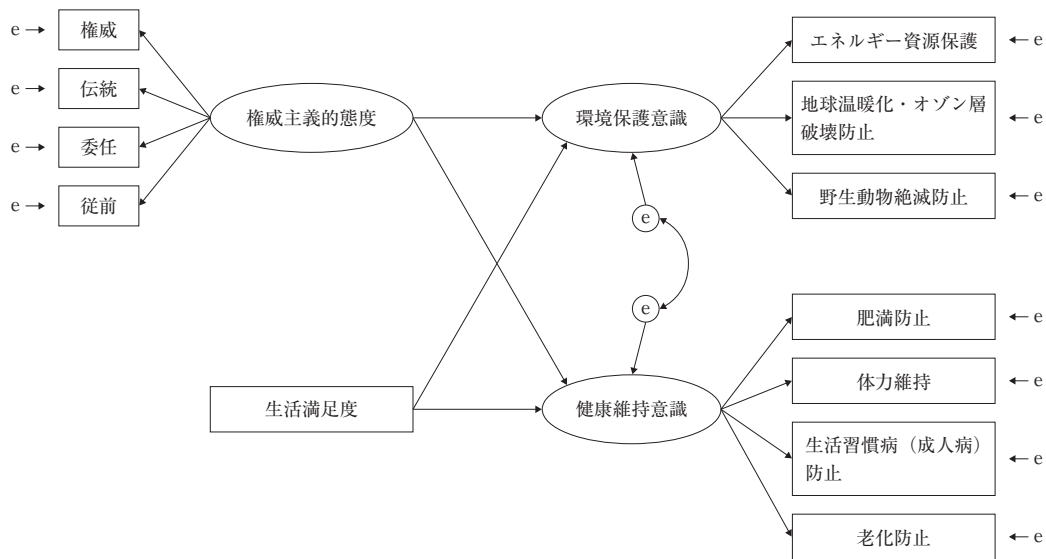 e
権威
e
伝統
e
委任
e
従前
権威主義的態度
生活満足度
環境保護意識
e
e
健康維持意識
エネルギー資源保護
e
地球温暖化・オゾン層
破壊防止
e
野生動物絶滅防止
e
肥満防止
e
体力維持
e
生活習慣病（成人病）
防止
e
老化防止
e